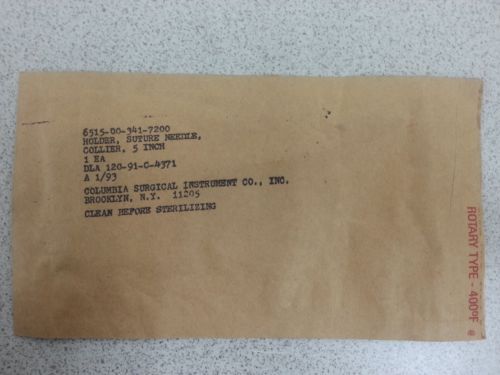 6515-00-341-7200
HOLDER, SUTURE NEEDLE,
COLLIER, 5 INCH
1 EA
DLA 120-91-C-4371
A 1/93
COLUMBIA SURGICAL INSTRUMENT CO., INC.
BROOKLYN, N.Y. 11205
CLEAN BEFORE STERILIZING
ROTARY TYPE - 400°F